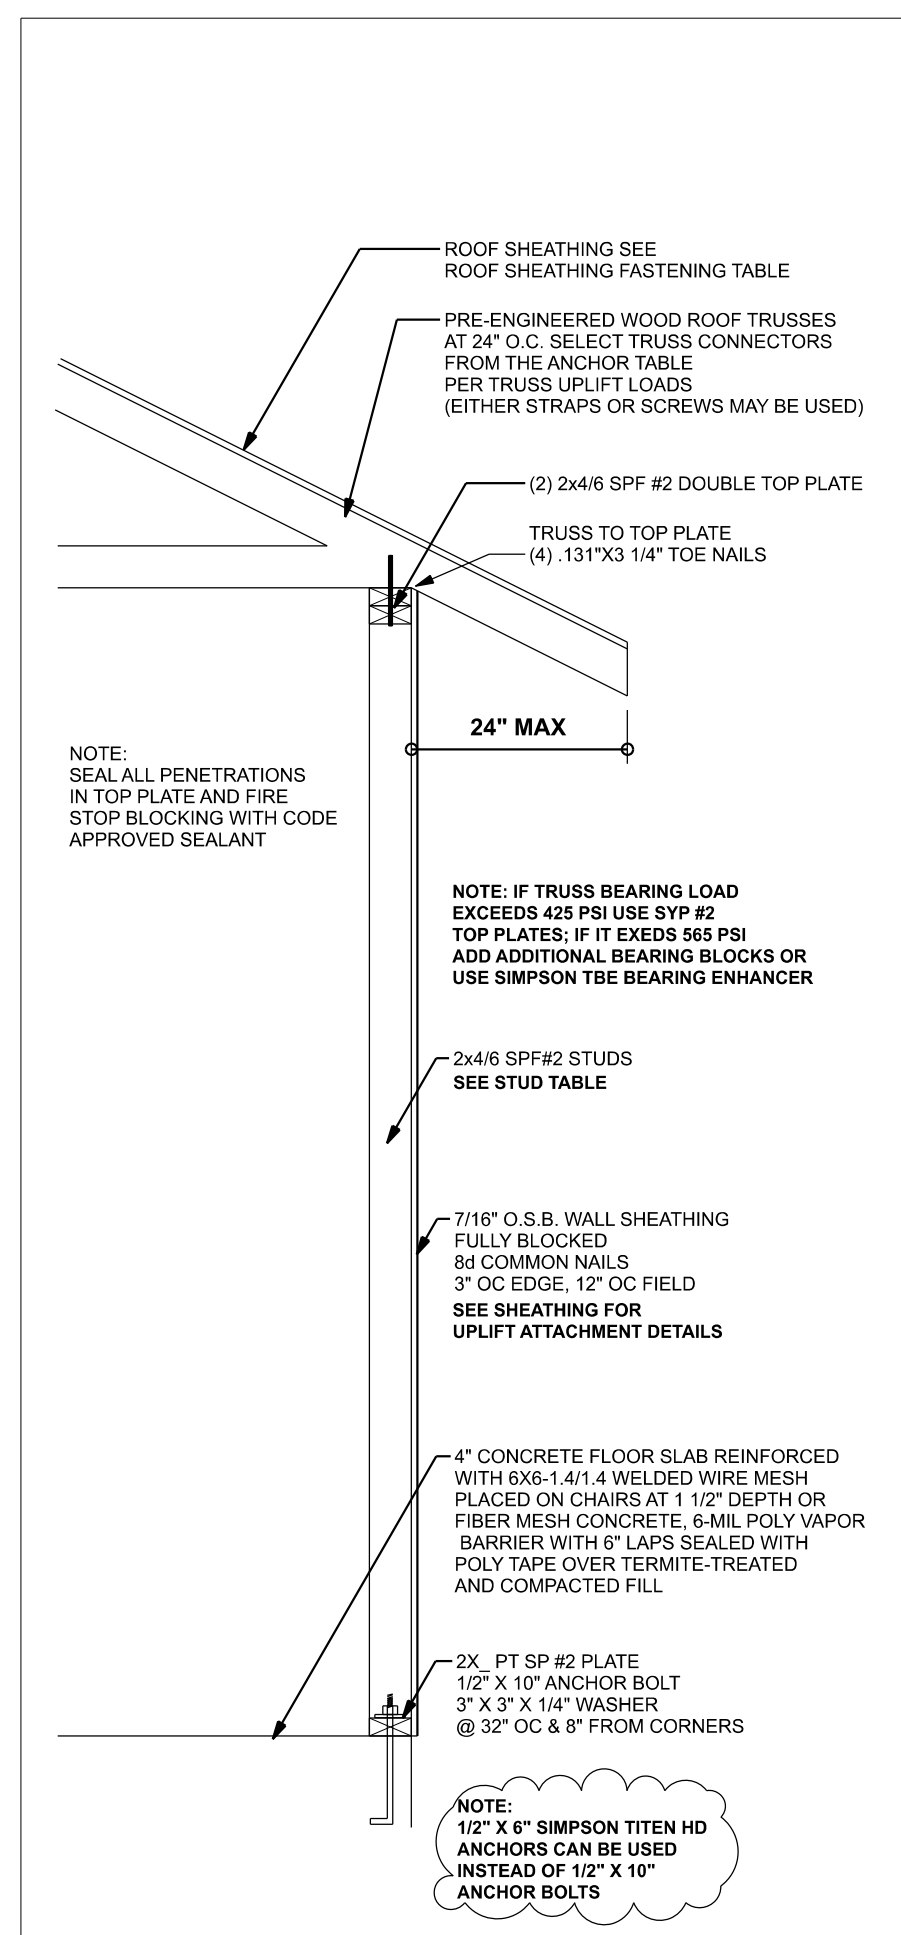 ROOF SHEATHING SEE
ROOF SHEATHING FASTENING TABLE
PRE-ENGINEERED WOOD ROOF TRUSSES
AT 24" O.C. SELECT TRUSS CONNECTORS
FROM THE ANCHOR TABLE
PER TRUSS UPLIFT LOADS
(EITHER STRAPS OR SCREWS MAY BE USED)
(2) 2x4/6 SPF #2 DOUBLE TOP PLATE
TRUSS TO TOP PLATE
(4) .131"X3 1/4" TOE NAILS
24" MAX
NOTE:
SEAL ALL PENETRATIONS
IN TOP PLATE AND FIRE
STOP BLOCKING WITH CODE
APPROVED SEALANT
NOTE: IF TRUSS BEARING LOAD
EXCEEDS 425 PSI USE SYP #2
TOP PLATES; IF IT EXEDS 565 PSI
ADD ADDITIONAL BEARING BLOCKS OR
USE SIMPSON TBE BEARING ENHANCER
2x4/6 SPF#2 STUDS
SEE STUD TABLE
7/16" O.S.B. WALL SHEATHING
FULLY BLOCKED
8d COMMON NAILS
3" OC EDGE, 12" OC FIELD
SEE SHEATHING FOR
UPLIFT ATTACHMENT DETAILS
4" CONCRETE FLOOR SLAB REINFORCED
WITH 6X6-1.4/1.4 WELDED WIRE MESH
PLACED ON CHAIRS AT 1 1/2" DEPTH OR
FIBER MESH CONCRETE, 6-MIL POLY VAPOR
BARRIER WITH 6" LAPS SEALED WITH
POLY TAPE OVER TERMITE-TREATED
AND COMPACTED FILL
2X_ PT SP #2 PLATE
1/2" X 10" ANCHOR BOLT
3" X 3" X 1/4" WASHER
@ 32" OC & 8" FROM CORNERS
NOTE:
1/2" X 6" SIMPSON TITEN HD
ANCHORS CAN BE USED
INSTEAD OF 1/2" X 10"
ANCHOR BOLTS